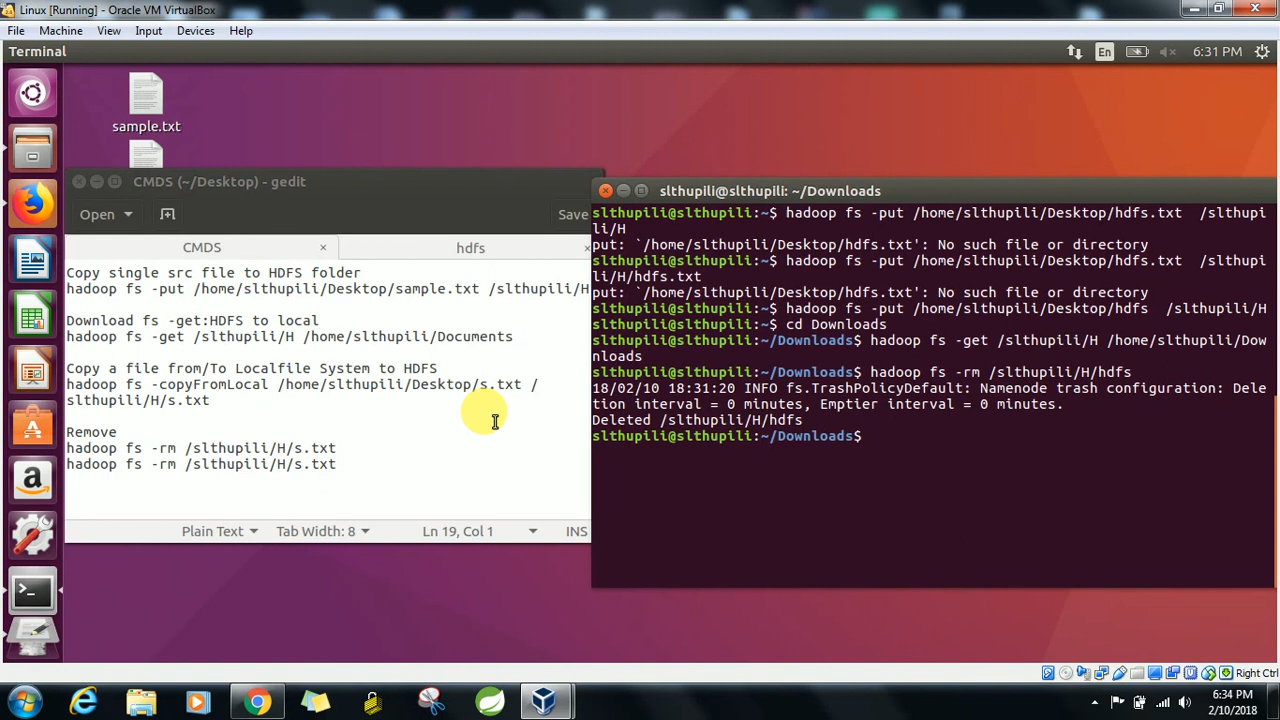 Linux [Running] - Oracle VM VirtualBox
File Machine View Input Devices Help
Terminal
En
6:31 PM
sample.txt
CMDS (~/Desktop) - gedit
Open
Save
CMDS ×
hdfs ×
Copy single src file to HDFS folder
hadoop fs -put /home/slthupili/Desktop/sample.txt /slthupili/H
Download fs -get:HDFS to local
hadoop fs -get /slthupili/H /home/slthupili/Documents
Copy a file from/To Localfile System to HDFS
hadoop fs -copyFromLocal /home/slthupili/Desktop/s.txt /
slthupili/H/s.txt
Remove
hadoop fs -rm /slthupili/H/s.txt
hadoop fs -rm /slthupili/H/s.txt
Plain Text Tab Width: 8 Ln 19, Col 1 INS
slthupili@slthupili: ~/Downloads
slthupili@slthupili:~$ hadoop fs -put /home/slthupili/Desktop/hdfs.txt  /slthupi
li/H
put: `/home/slthupili/Desktop/hdfs.txt': No such file or directory
slthupili@slthupili:~$ hadoop fs -put /home/slthupili/Desktop/hdfs.txt  /slthupi
li/H/hdfs.txt
put: `/home/slthupili/Desktop/hdfs.txt': No such file or directory
slthupili@slthupili:~$ hadoop fs -put /home/slthupili/Desktop/hdfs  /slthupili/H
slthupili@slthupili:~$ cd Downloads
slthupili@slthupili:~/Downloads$ hadoop fs -get /slthupili/H /home/slthupili/Dow
nloads
slthupili@slthupili:~/Downloads$ hadoop fs -rm /slthupili/H/hdfs
18/02/10 18:31:20 INFO fs.TrashPolicyDefault: Namenode trash configuration: Dele
tion interval = 0 minutes, Emptier interval = 0 minutes.
Deleted /slthupili/H/hdfs
slthupili@slthupili:~/Downloads$
Right Ctrl
6:34 PM
2/10/2018